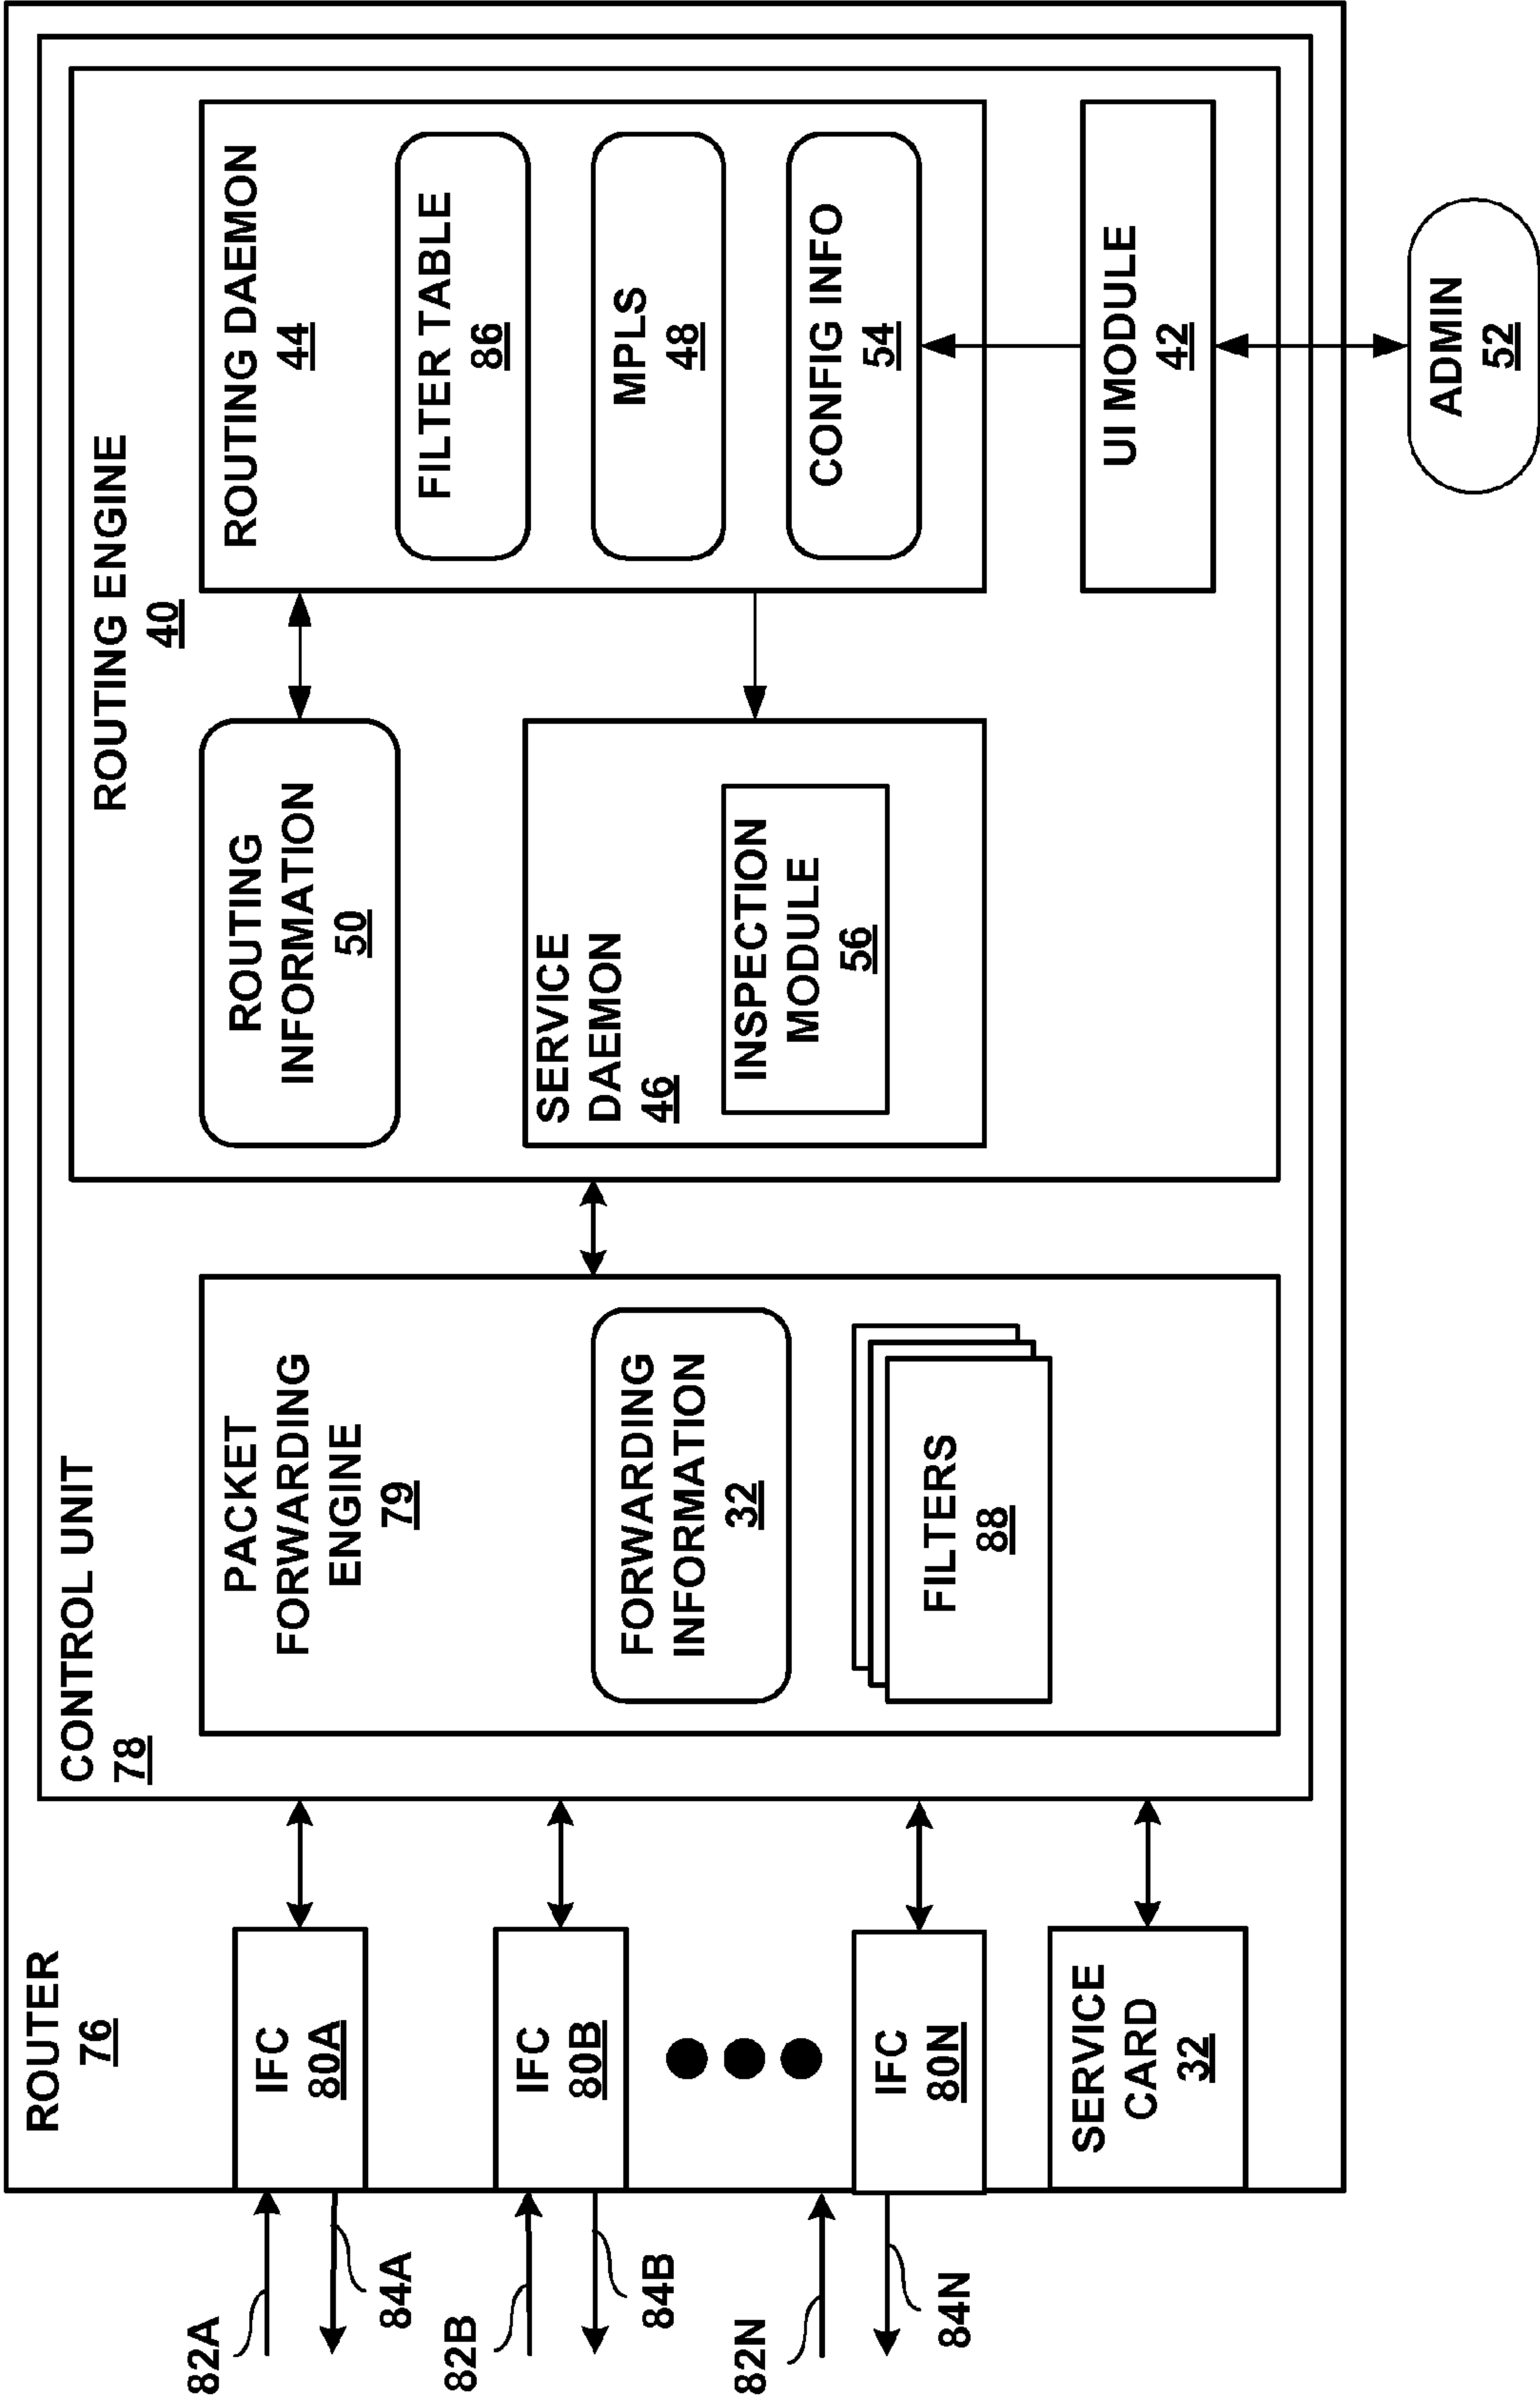 ROUTER
76
CONTROL UNIT
78
ROUTING ENGINE
40
ROUTING DAEMON
44
FILTER TABLE
86
MPLS
48
CONFIG INFO
54
UI MODULE
42
ADMIN
52
ROUTING
INFORMATION
50
SERVICE
DAEMON
46
INSPECTION
MODULE
56
PACKET
FORWARDING
ENGINE
79
FORWARDING
INFORMATION
32
FILTERS
88
IFC
80A
IFC
80B
IFC
80N
SERVICE
CARD
32
82A
84A
82B
84B
82N
84N